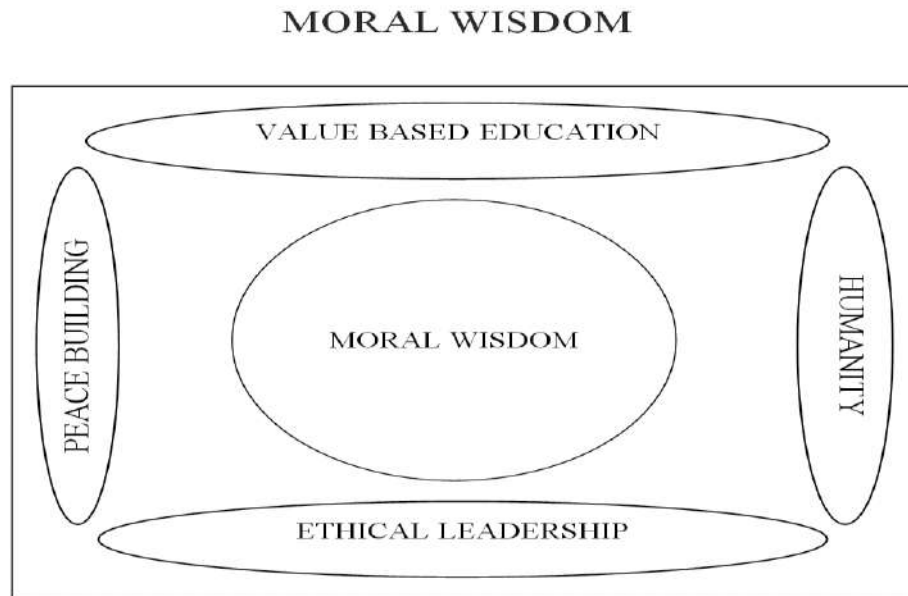 MORAL WISDOM
VALUE BASED EDUCATION
PEACE BUILDING
MORAL WISDOM
HUMANITY
ETHICAL LEADERSHIP